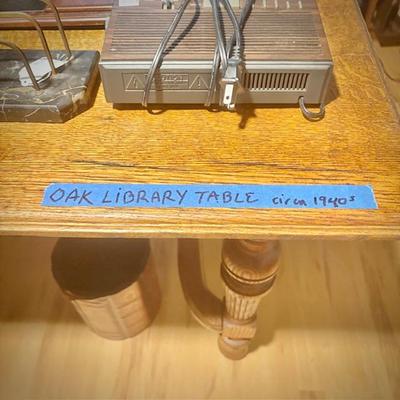 OAK LiBRARY TABLE circa 1940s